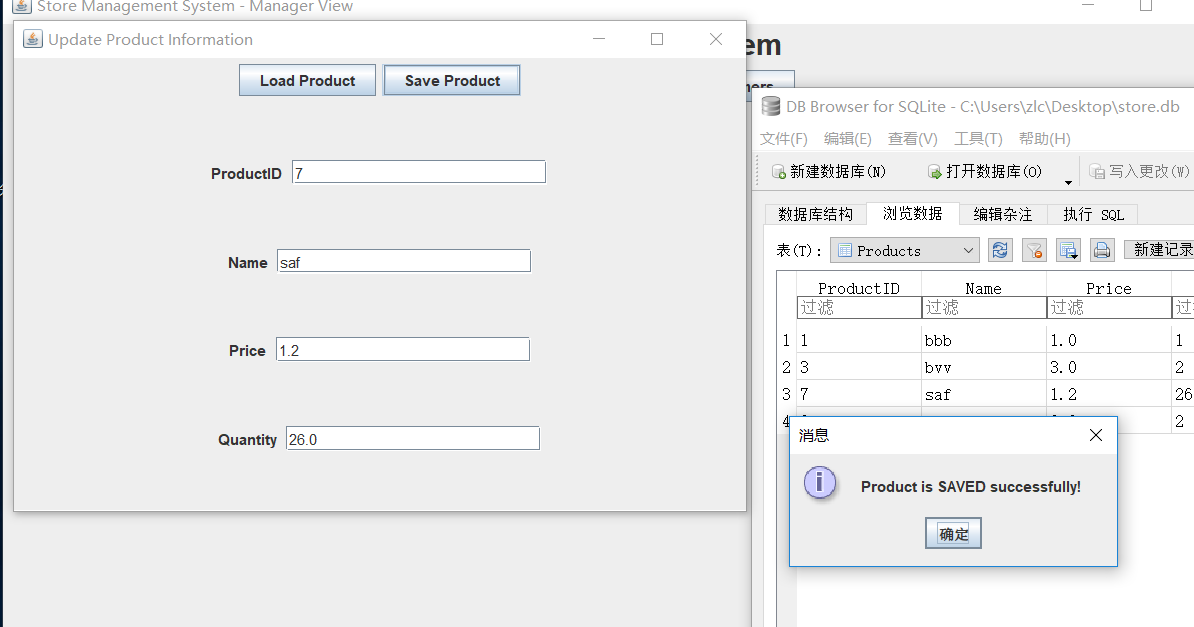 Store Management System - Manager View
Update Product Information
Load Product
Save Product
ProductID
7
Name
saf
Price
1.2
Quantity
26.0
DB Browser for SQLite - C:\Users\zlc\Desktop\store.db
文件(F) 编辑(E) 查看(V) 工具(T) 帮助(H)
新建数据库(N) 打开数据库(O) 写入更改(W)
数据库结构 浏览数据 编辑杂注 执行 SQL
表(T): Products 新建记录
ProductID Name Price
过滤 过滤 过滤
1 1 bbb 1.0 1
2 3 bvv 3.0 2
3 7 saf 1.2 26
4 2
消息
Product is SAVED successfully!
确定